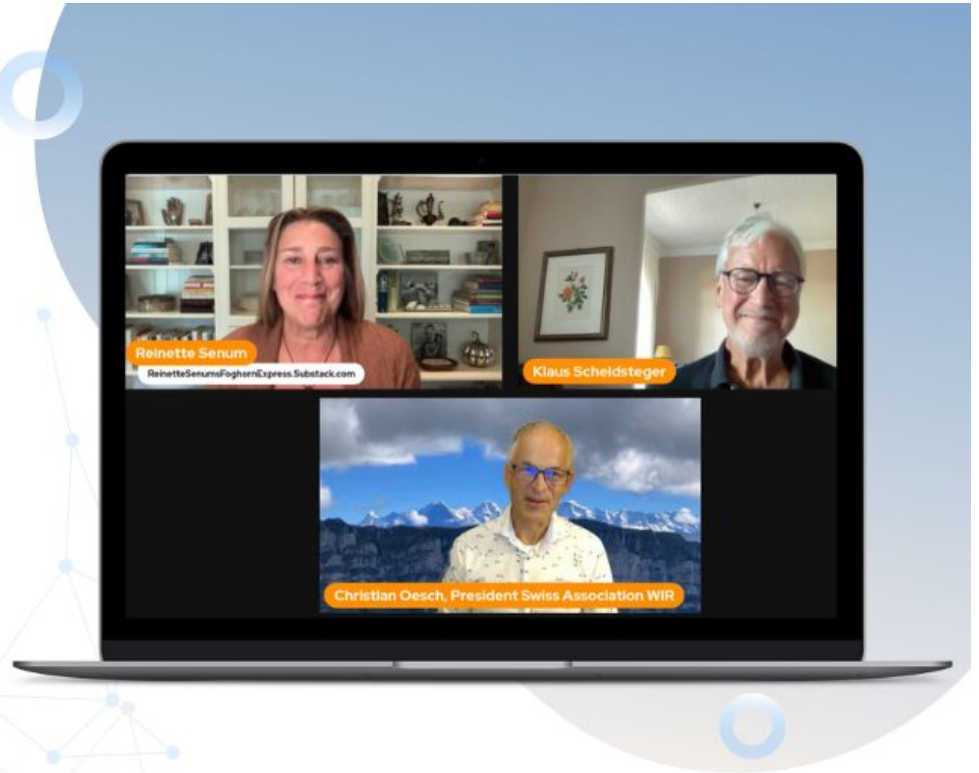 Reinette Senum
ReinetteSenumsFoghornExpress.Substack.com
Klaus Scheidsteger
Christian Oesch, President Swiss Association WIR